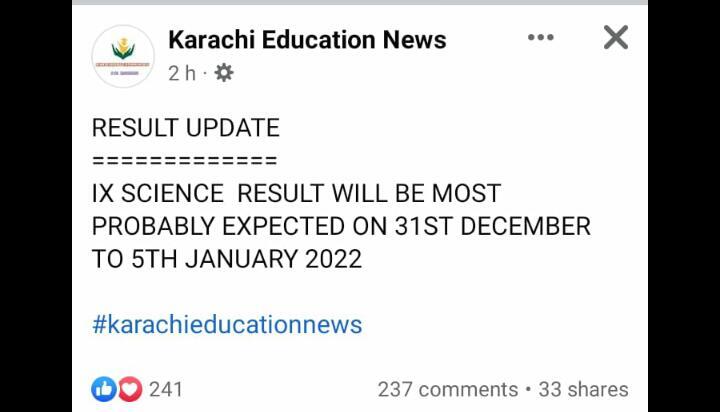 Karachi Education News
2 h ·
RESULT UPDATE
=============
IX SCIENCE  RESULT WILL BE MOST
PROBABLY EXPECTED ON 31ST DECEMBER
TO 5TH JANUARY 2022
#karachieducationnews
241
237 comments • 33 shares